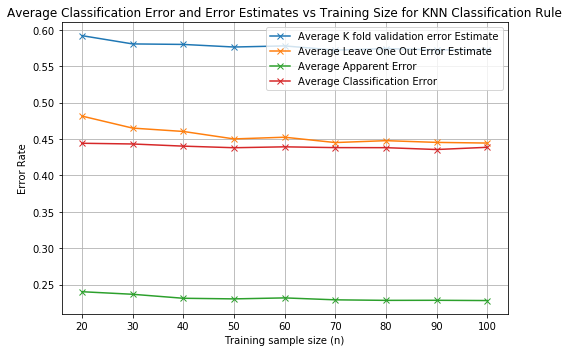 Average Classification Error and Error Estimates vs Training Size for KNN Classification Rule
Average K fold validation error Estimate
Average Leave One Out Error Estimate
Average Apparent Error
Average Classification Error
Error Rate
0.60
0.55
0.50
0.45
0.40
0.35
0.30
0.25
20 30 40 50 60 70 80 90 100
Training sample size (n)